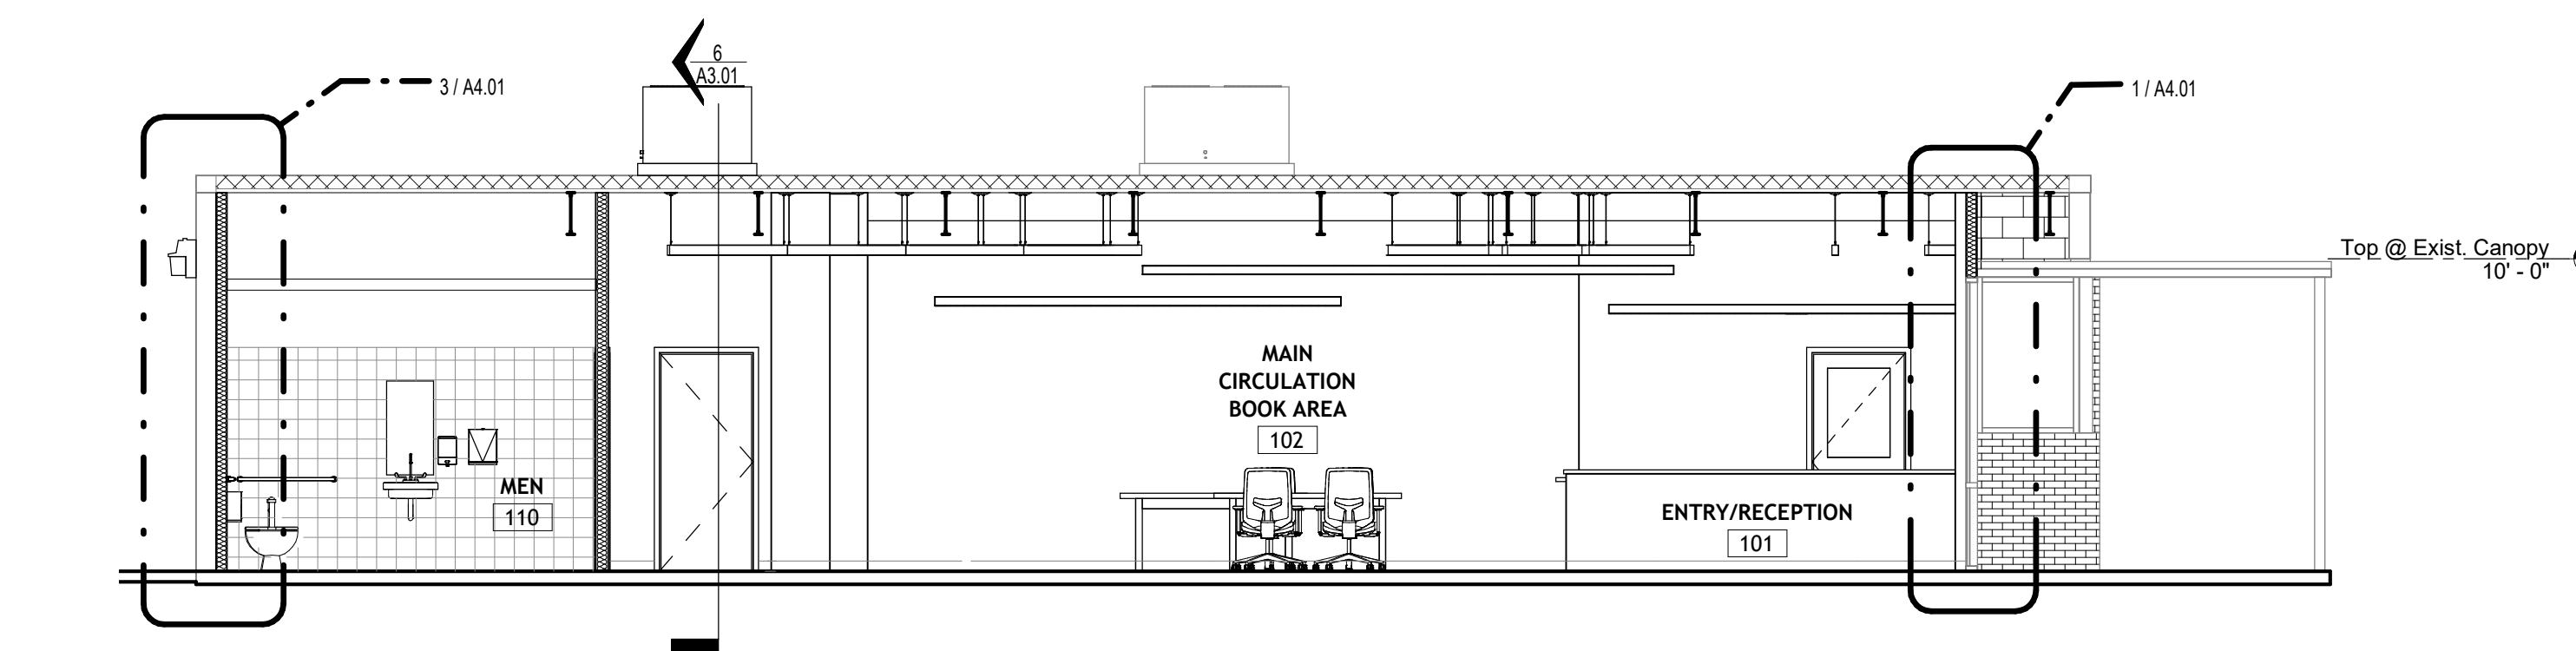 6
A3.01
3 / A4.01
1 / A4.01
Top @ Exist. Canopy
10' - 0"
MAIN
CIRCULATION
BOOK AREA
102
MEN
110
ENTRY/RECEPTION
101